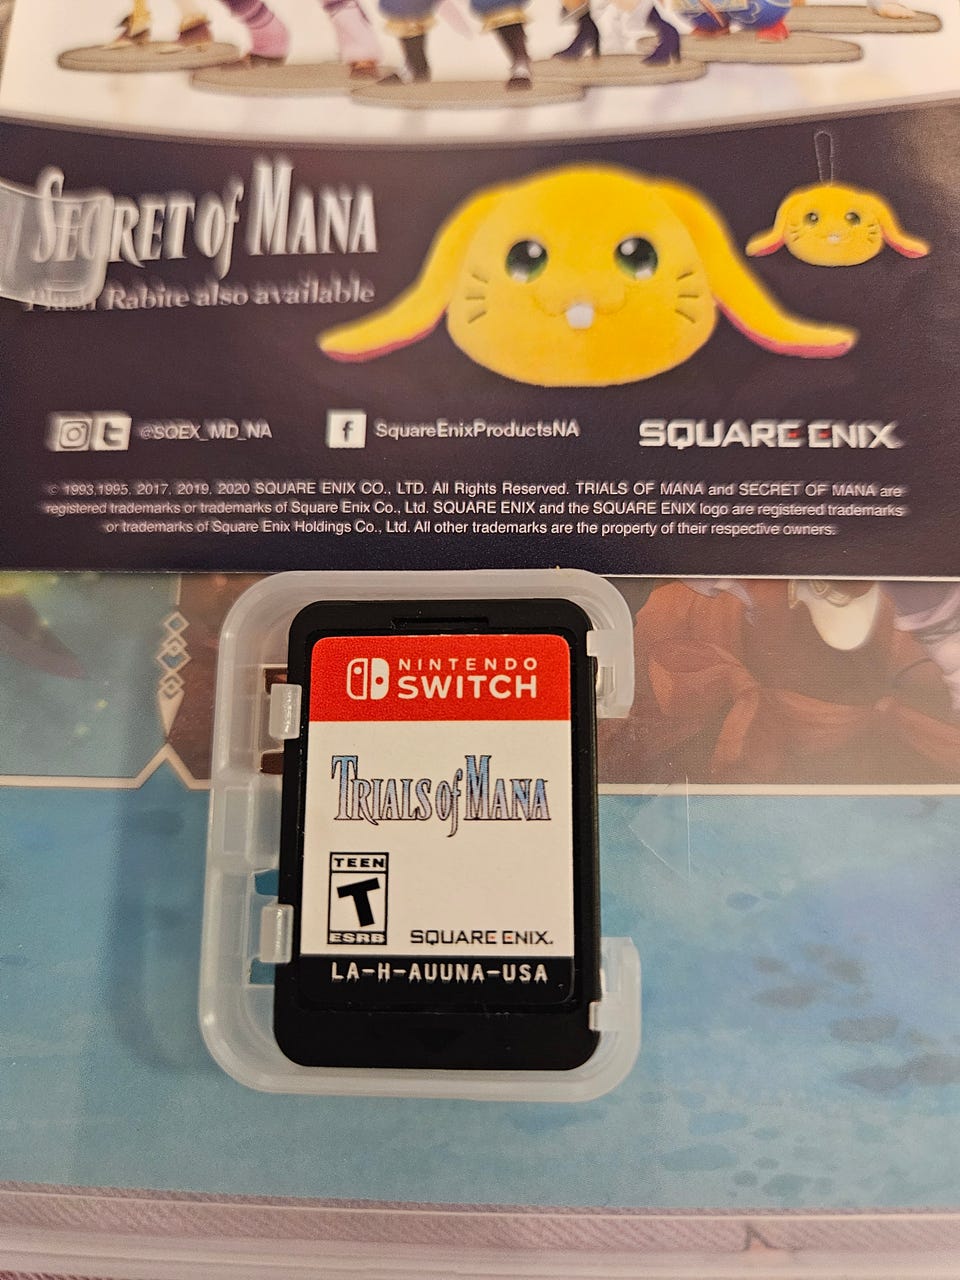 SECRET of MANA
Plush Rabite also available
@SQEX_MD_NA
SquareEnixProductsNA
SQUARE ENIX
© 1993,1995, 2017, 2019, 2020 SQUARE ENIX CO., LTD. All Rights Reserved. TRIALS OF MANA and SECRET OF MANA are
registered trademarks or trademarks of Square Enix Co., Ltd. SQUARE ENIX and the SQUARE ENIX logo are registered trademarks
or trademarks of Square Enix Holdings Co., Ltd. All other trademarks are the property of their respective owners.
NINTENDO
SWITCH
TRIALS of MANA
TEEN
T
ESRB
SQUARE ENIX.
LA-H-AUUNA-USA